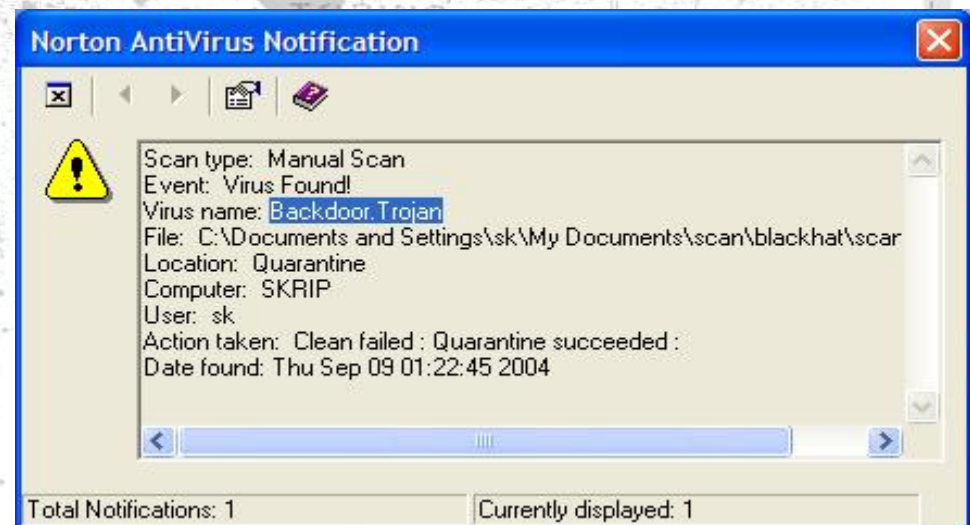 Norton AntiVirus Notification
Scan type: Manual Scan
Event: Virus Found!
Virus name: Backdoor.Trojan
File: C:\Documents and Settings\sk\My Documents\scan\blackhat\scar
Location: Quarantine
Computer: SKRIP
User: sk
Action taken: Clean failed : Quarantine succeeded :
Date found: Thu Sep 09 01:22:45 2004
Total Notifications: 1
Currently displayed: 1